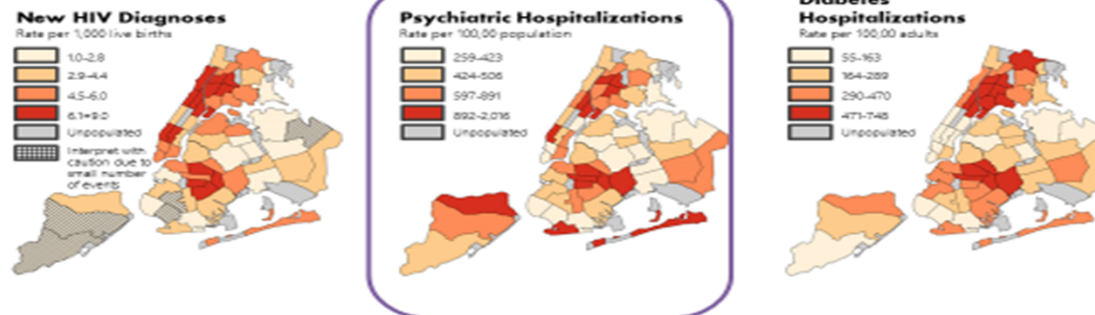 New HIV Diagnoses
Rate per 1,000 live births
1.0-2.8
2.9-4.4
4.5-6.0
6.1-9.0
Unpopulated
Interpret with
caution due to
small number
of events
Psychiatric Hospitalizations
Rate per 100,00 population
259-423
424-506
597-891
892-2,016
Unpopulated
Diabetes
Hospitalizations
Rate per 100,00 adults
55-163
164-289
290-470
471-748
Unpopulated